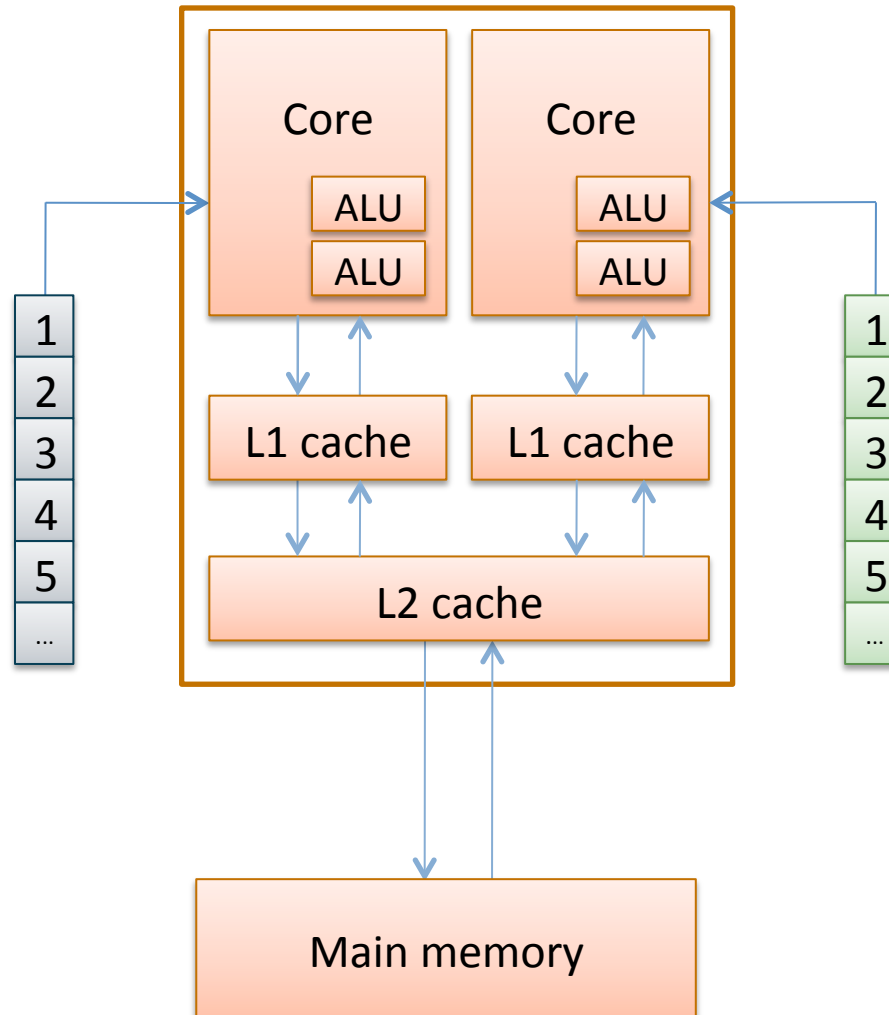 Core
Core
ALU
ALU
ALU
ALU
1
2
3
4
5
...
1
2
3
4
5
...
L1 cache
L1 cache
L2 cache
Main memory